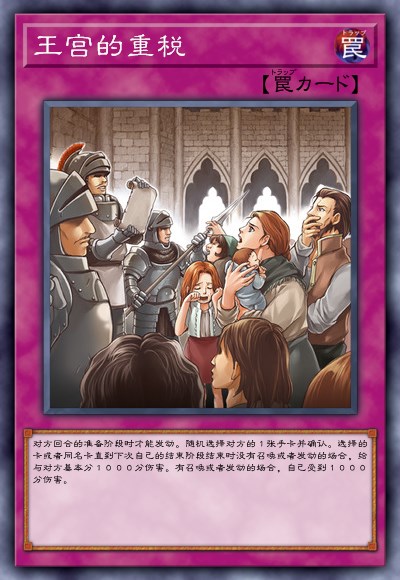 王宫的重税
トラップ
罠
トラップ
【罠カード】
对方回合的准备阶段时才能发动。随机选择对方的1张手卡并确认。选择的
卡或者同名卡直到下次自己的结束阶段结束时没有召唤或者发动的场合,给
与对方基本分1000分伤害。有召唤或者发动的场合,自己受到1000
分伤害。